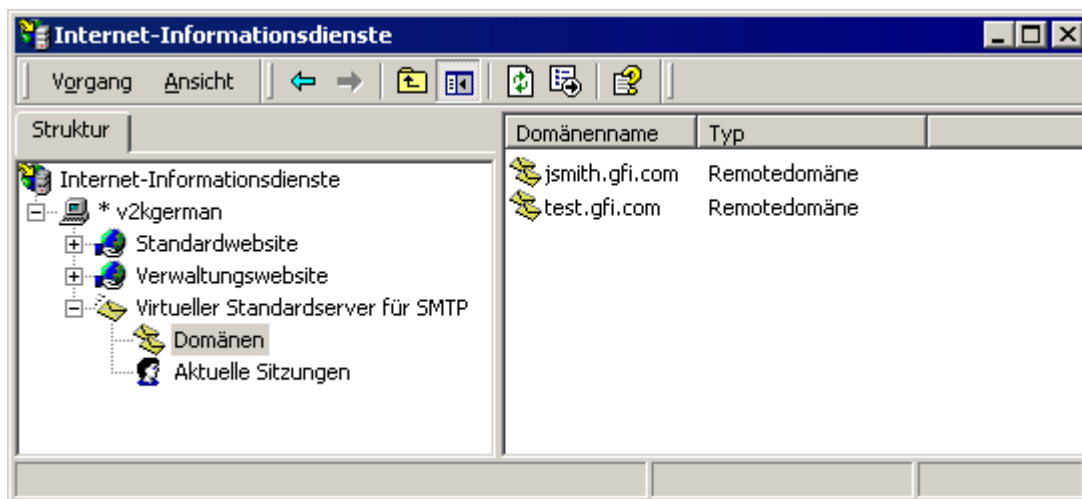 Internet-Informationsdienste
Vorgang Ansicht
Struktur
Domänenname Typ
Internet-Informationsdienste
* v2kgerman
Standardwebsite
Verwaltungswebsite
Virtueller Standardserver für SMTP
Domänen
Aktuelle Sitzungen
jsmith.gfi.com Remotedomäne
test.gfi.com Remotedomäne